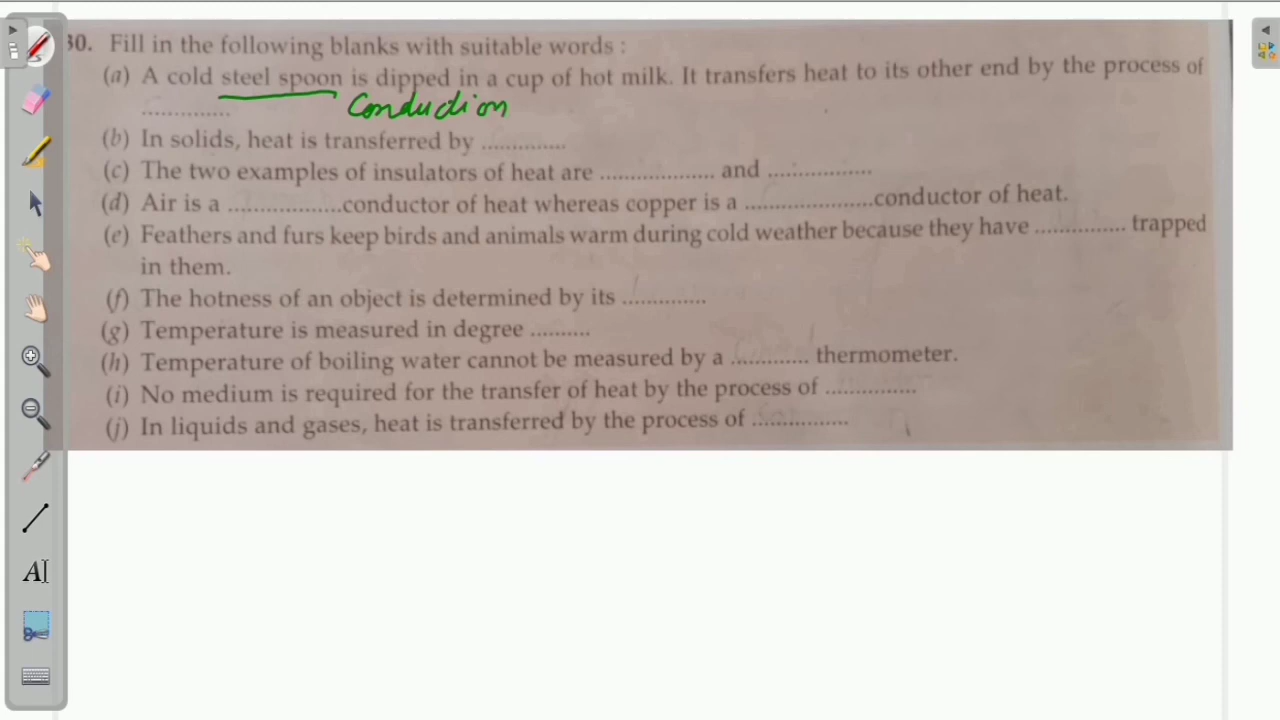 30. Fill in the following blanks with suitable words :
(a) A cold steel spoon is dipped in a cup of hot milk. It transfers heat to its other end by the process of
.............. Conduction
(b) In solids, heat is transferred by ..............
(c) The two examples of insulators of heat are ................... and .................
(d) Air is a ...................conductor of heat whereas copper is a .....................conductor of heat.
(e) Feathers and furs keep birds and animals warm during cold weather because they have .............. trapped
in them.
(f) The hotness of an object is determined by its ..............
(g) Temperature is measured in degree ..........
(h) Temperature of boiling water cannot be measured by a ............ thermometer.
(i) No medium is required for the transfer of heat by the process of ...............
(j) In liquids and gases, heat is transferred by the process of ................
AI